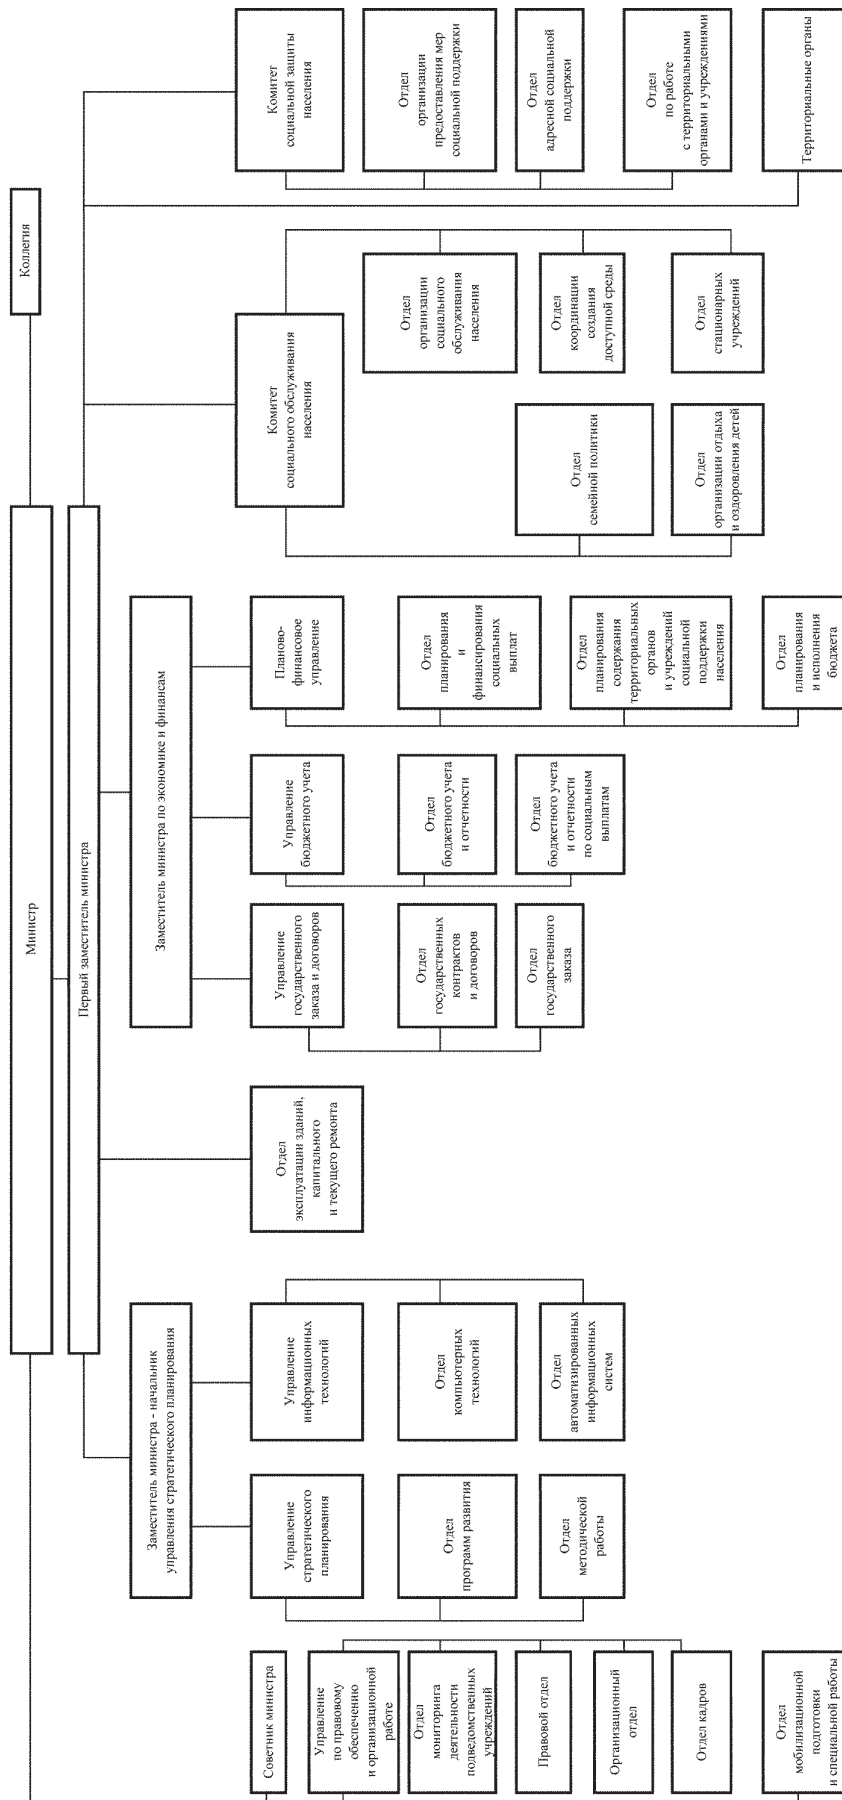 Министр
Коллегия
Первый заместитель министра
Заместитель министра - начальник
управления стратегического планирования
Заместитель министра по экономике и финансам
Советник министра
Управление
по правовому
обеспечению
и организационной
работе
Отдел
мониторинга
деятельности
подведомственных
учреждений
Правовой отдел
Организационный
отдел
Отдел кадров
Отдел
мобилизационной
подготовки
и специальной работы
Управление
стратегического
планирования
Отдел
программ развития
Отдел
методической
работы
Управление
информационных
технологий
Отдел
компьютерных
технологий
Отдел
автоматизированных
информационных
систем
Отдел
эксплуатации зданий,
капитального
и текущего ремонта
Управление
государственного
заказа и договоров
Отдел
государственных
контрактов
и договоров
Отдел
государственного
заказа
Управление
бюджетного учета
Отдел
бюджетного учета
и отчетности
Отдел
бюджетного учета
и отчетности
по социальным
выплатам
Планово-
финансовое
управление
Отдел
планирования
и
финансирования
социальных
выплат
Отдел
планирования
содержания
территориальных
органов
и учреждений
социальной
поддержки
населения
Отдел
планирования
и исполнения
бюджета
Комитет
социального обслуживания
населения
Отдел
семейной политики
Отдел
организации отдыха
и оздоровления детей
Отдел
организации
социального
обслуживания
населения
Отдел
координации
создания
доступной среды
Отдел
стационарных
учреждений
Комитет
социальной защиты
населения
Отдел
организации
предоставления мер
социальной поддержки
Отдел
адресной социальной
поддержки
Отдел
по работе
с территориальными
органами и учреждениями
Территориальные органы